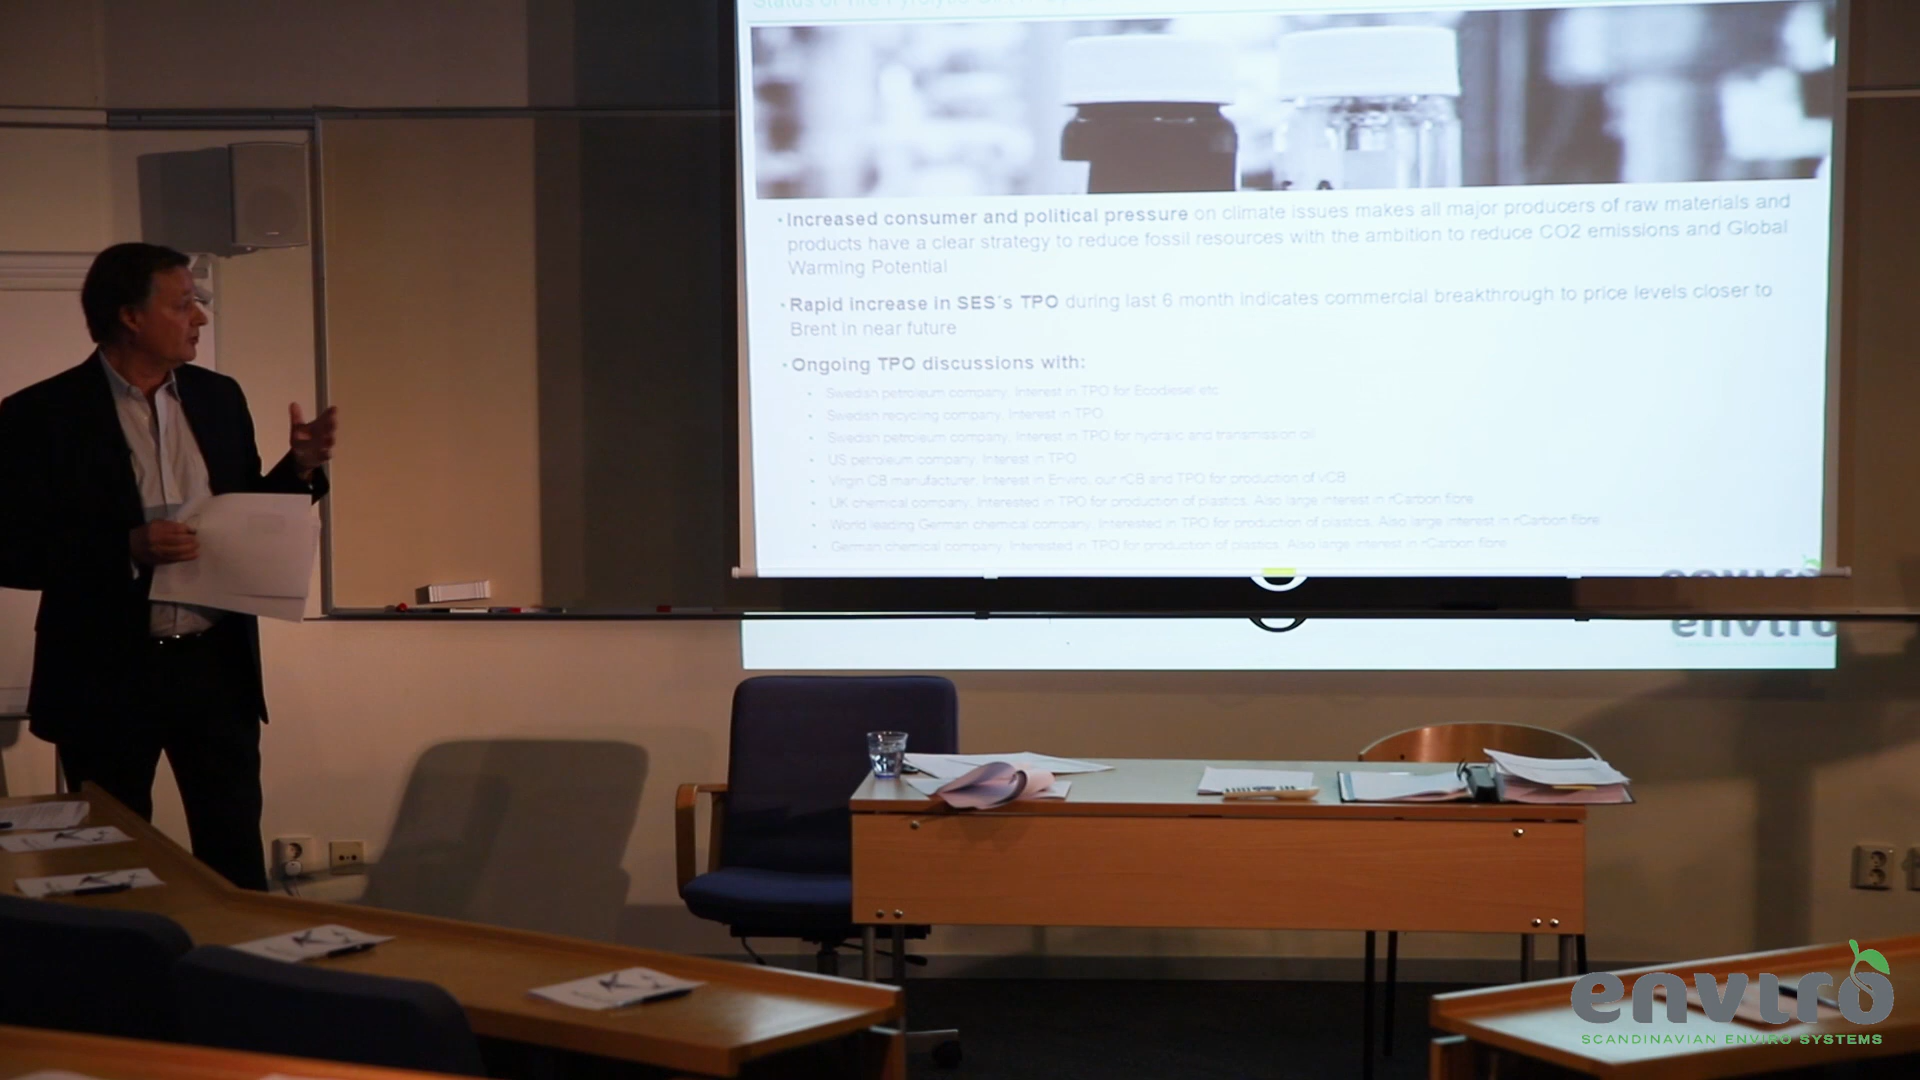 Status of Tire Pyrolytic Oil
• Increased consumer and political pressure on climate issues makes all major producers of raw materials and
products have a clear strategy to reduce fossil resources with the ambition to reduce CO2 emissions and Global
Warming Potential
• Rapid increase in SES´s TPO during last 6 month indicates commercial breakthrough to price levels closer to
Brent in near future
• Ongoing TPO discussions with:
• Swedish petroleum company. Interest in TPO for Ecodiesel etc
• Swedish recycling company. Interest in TPO
• Swedish petroleum company. Interest in TPO for hydralic and transmission oil
• US petroleum company. Interest in TPO
• Virgin CB manufacturer. Interest in Enviro, our rCB and TPO for production of vCB
• UK chemical company. Interested in TPO for production of plastics. Also large interest in rCarbon fibre
• World leading German chemical company. Interested in TPO for production of plastics. Also large interest in rCarbon fibre
• German chemical company. Interested in TPO for production of plastics. Also large interest in rCarbon fibre
enviro
enviro
enviro
SCANDINAVIAN ENVIRO SYSTEMS